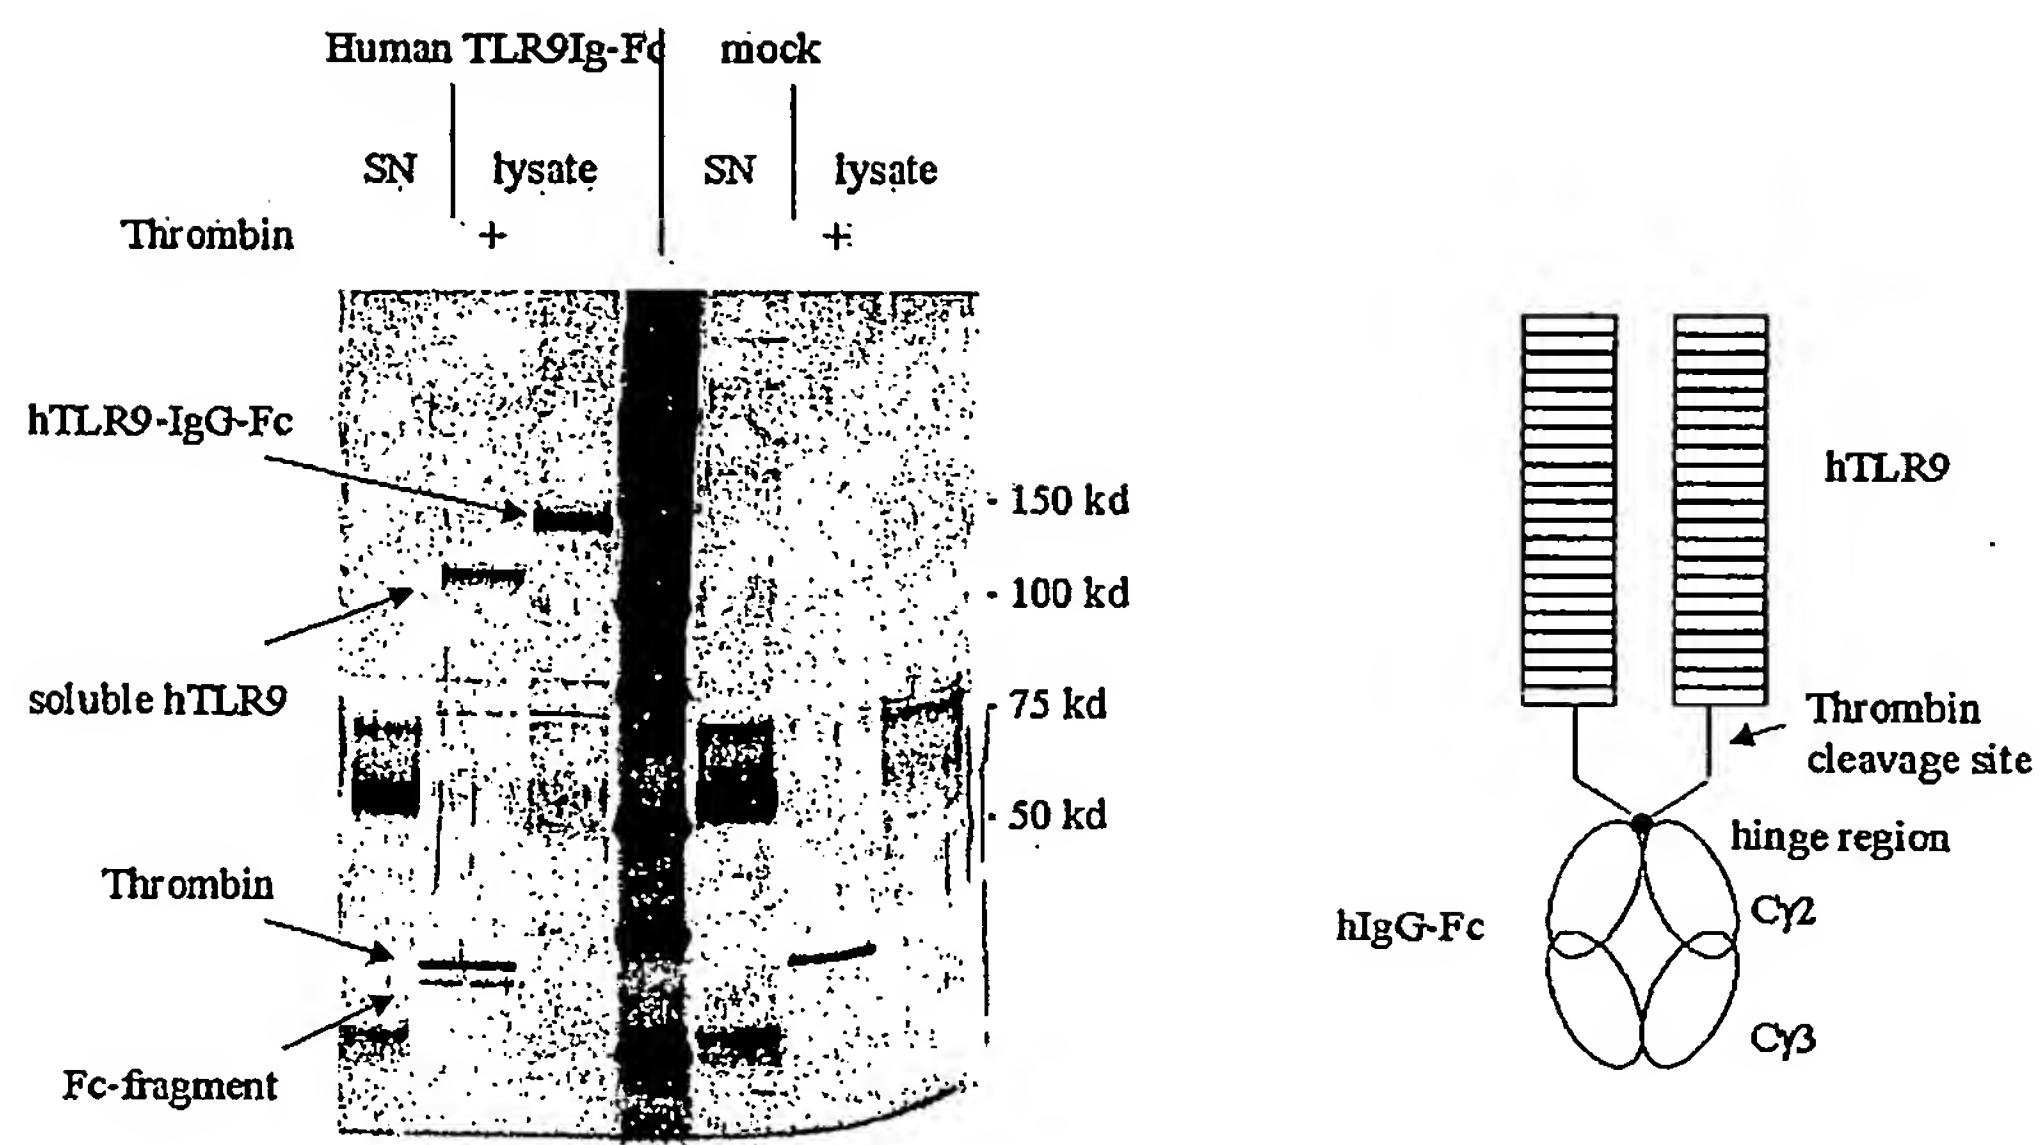 Human TLR9Ig-Fc mock
SN lysate SN lysate
Thrombin + +
hTLR9-IgG-Fc
soluble hTLR9
Thrombin
Fc-fragment
- 150 kd
- 100 kd
- 75 kd
- 50 kd
hTLR9
Thrombin
cleavage site
hinge region
hIgG-Fc
Cγ2
Cγ3